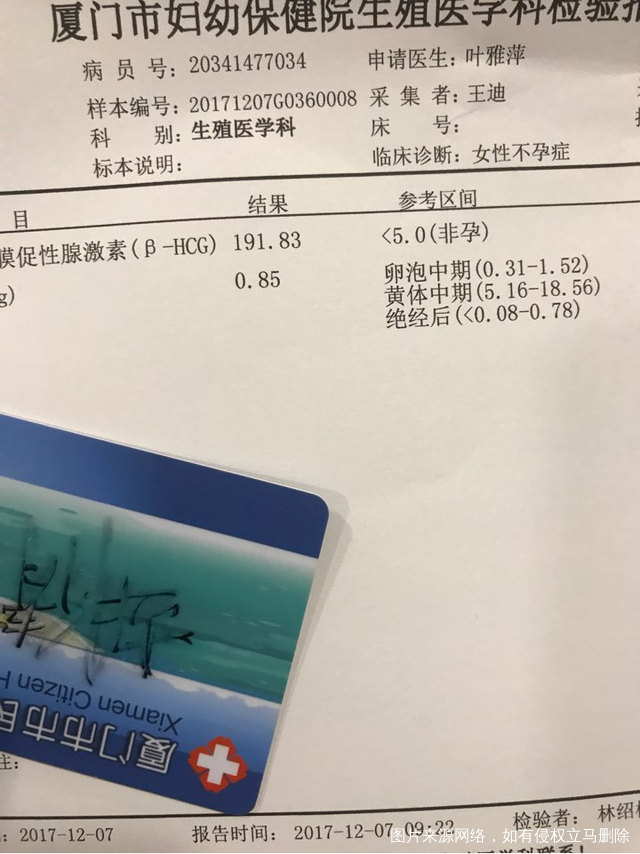 厦门市妇幼保健院生殖医学科检验报
病 员 号: 20341477034 申请医生: 叶雅萍
样本编号: 20171207G0360008 采 集 者: 王迪
科 别: 生殖医学科 床 号:
标本说明: 临床诊断: 女性不孕症
目 结果 参考区间
膜促性腺激素(β-HCG) 191.83 <5.0(非孕)
g) 0.85 卵泡中期(0.31-1.52)
黄体中期(5.16-18.56)
绝经后(<0.08-0.78)
Xiamen Citizen H
厦门市市民
注:
检验者: 林绍
: 2017-12-07 报告时间: 2017-12-07 09:22
图片来源网络，如有侵权立马删除